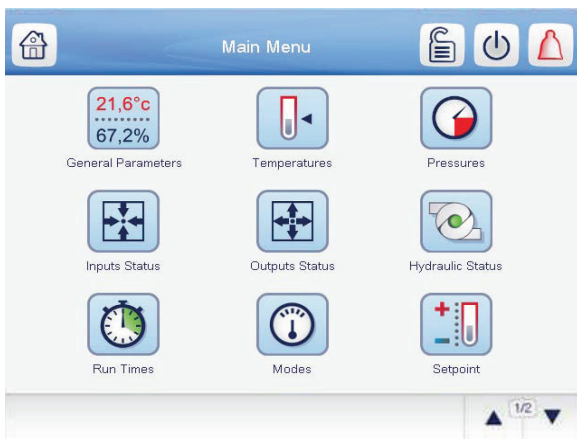 Main Menu
21,6°c
67,2%
General Parameters
Temperatures
Pressures
Inputs Status
Outputs Status
Hydraulic Status
Run Times
Modes
Setpoint
1/2